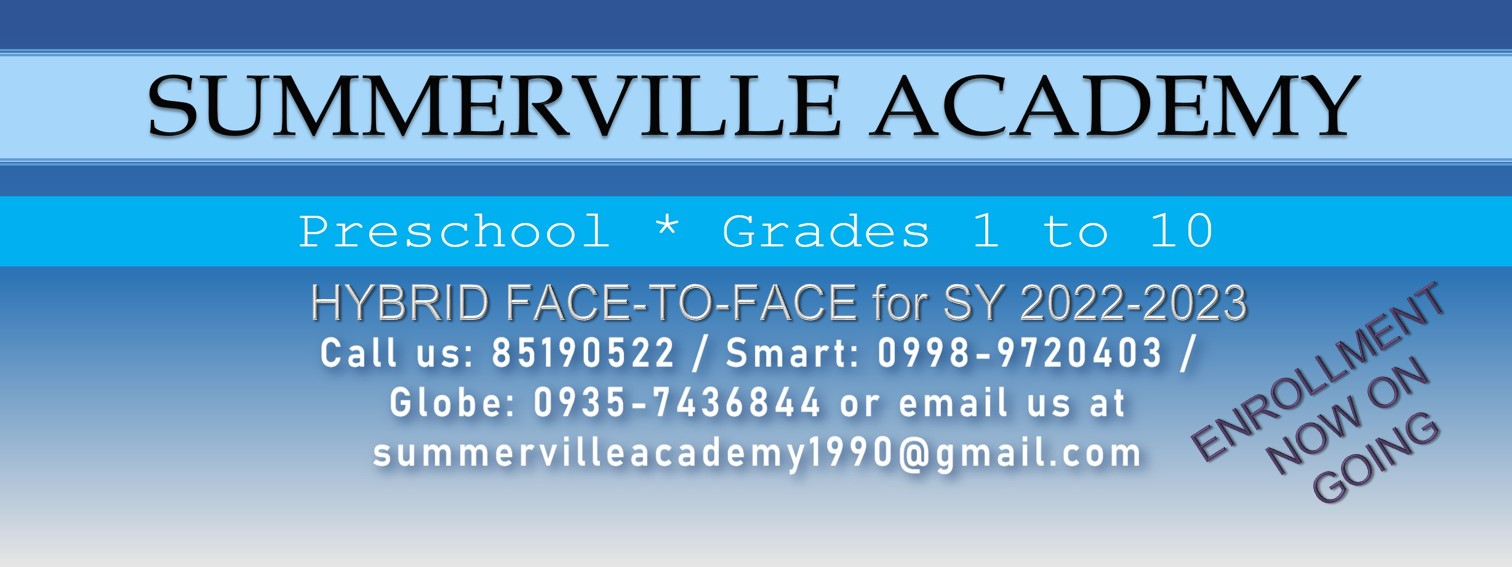 SUMMERVILLE ACADEMY
Preschool * Grades 1 to 10
HYBRID FACE-TO-FACE for SY 2022-2023
Call us: 85190522 / Smart: 0998-9720403 /
Globe: 0935-7436844 or email us at
summervilleacademy1990@gmail.com
ENROLLMENT
NOW ON
GOING